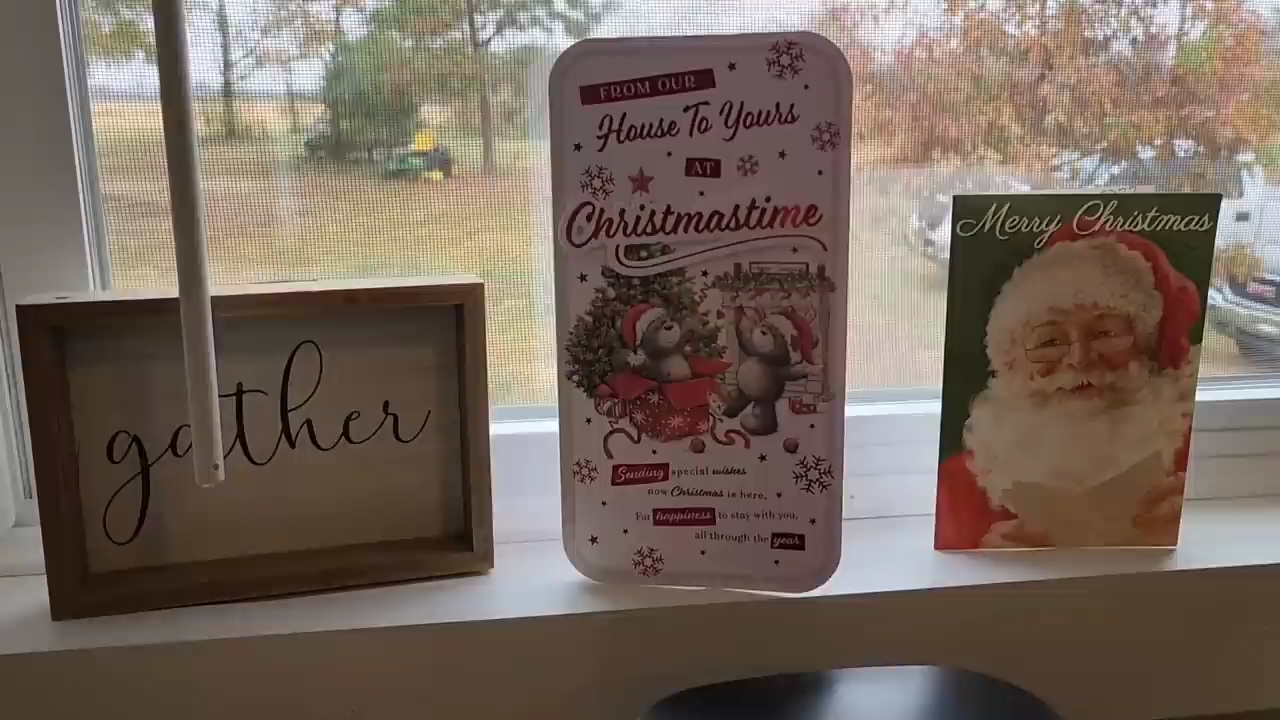 gather
FROM OUR
House To Yours
AT
Christmastime
Sending special wishes
now Christmas is here,
For happiness to stay with you,
all through the year.
Merry Christmas